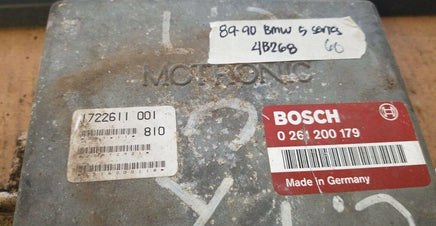 89-90 BMW 5 series
4B268 60
MOTRONIC
1722611 001
810
BOSCH
0 261 200 179
Made in Germany